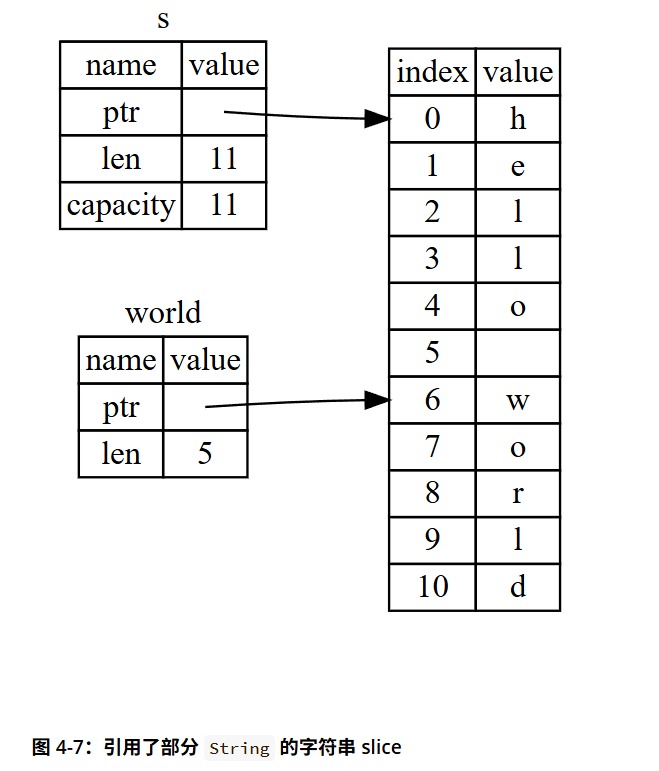 s
name value
ptr
len 11
capacity 11
world
name value
ptr
len 5
index value
0 h
1 e
2 l
3 l
4 o
5
6 w
7 o
8 r
9 l
10 d
图 4-7：引用了部分 String 的字符串 slice